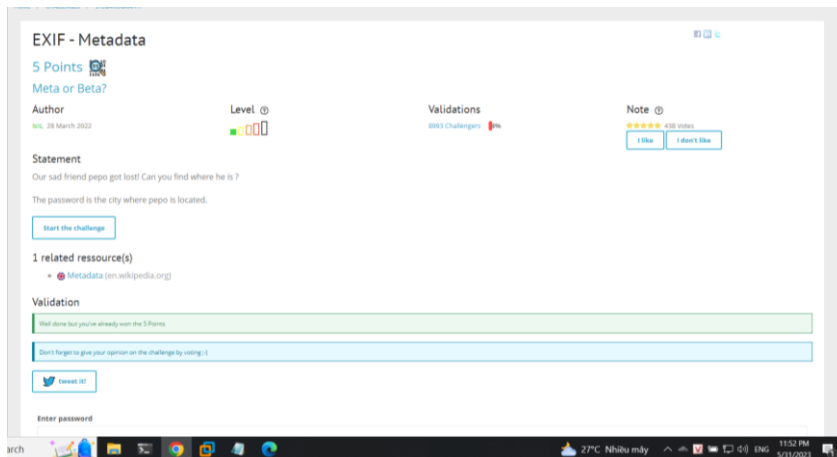 EXIF - Metadata
5 Points
Meta or Beta?
Author
Level
Validations
Note
28 March 2022
8993 Challengers
438 Votes
I like
I don't like
Statement
Our sad friend pepo got lost! Can you find where he is ?
The password is the city where pepo is located.
Start the challenge
1 related ressource(s)
Metadata (en.wikipedia.org)
Validation
Well done but you've already won the 5 Points
Don't forget to give your opinion on the challenge by voting ;-)
tweet it!
Enter password
arch
27°C Nhiều mây
ENG
11:52 PM
5/31/2023